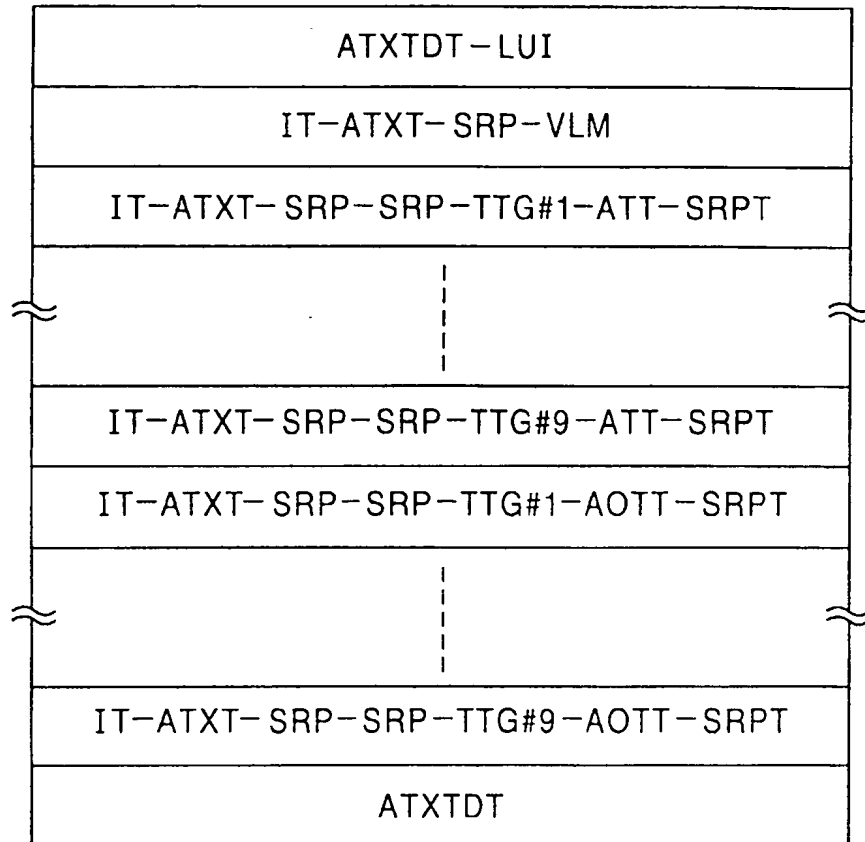 ATXTDT-LUI
IT-ATXT-SRP-VLM
IT-ATXT-SRP-SRP-TTG#1-ATT-SRPT
IT-ATXT-SRP-SRP-TTG#9-ATT-SRPT
IT-ATXT-SRP-SRP-TTG#1-AOTT-SRPT
IT-ATXT-SRP-SRP-TTG#9-AOTT-SRPT
ATXTDT